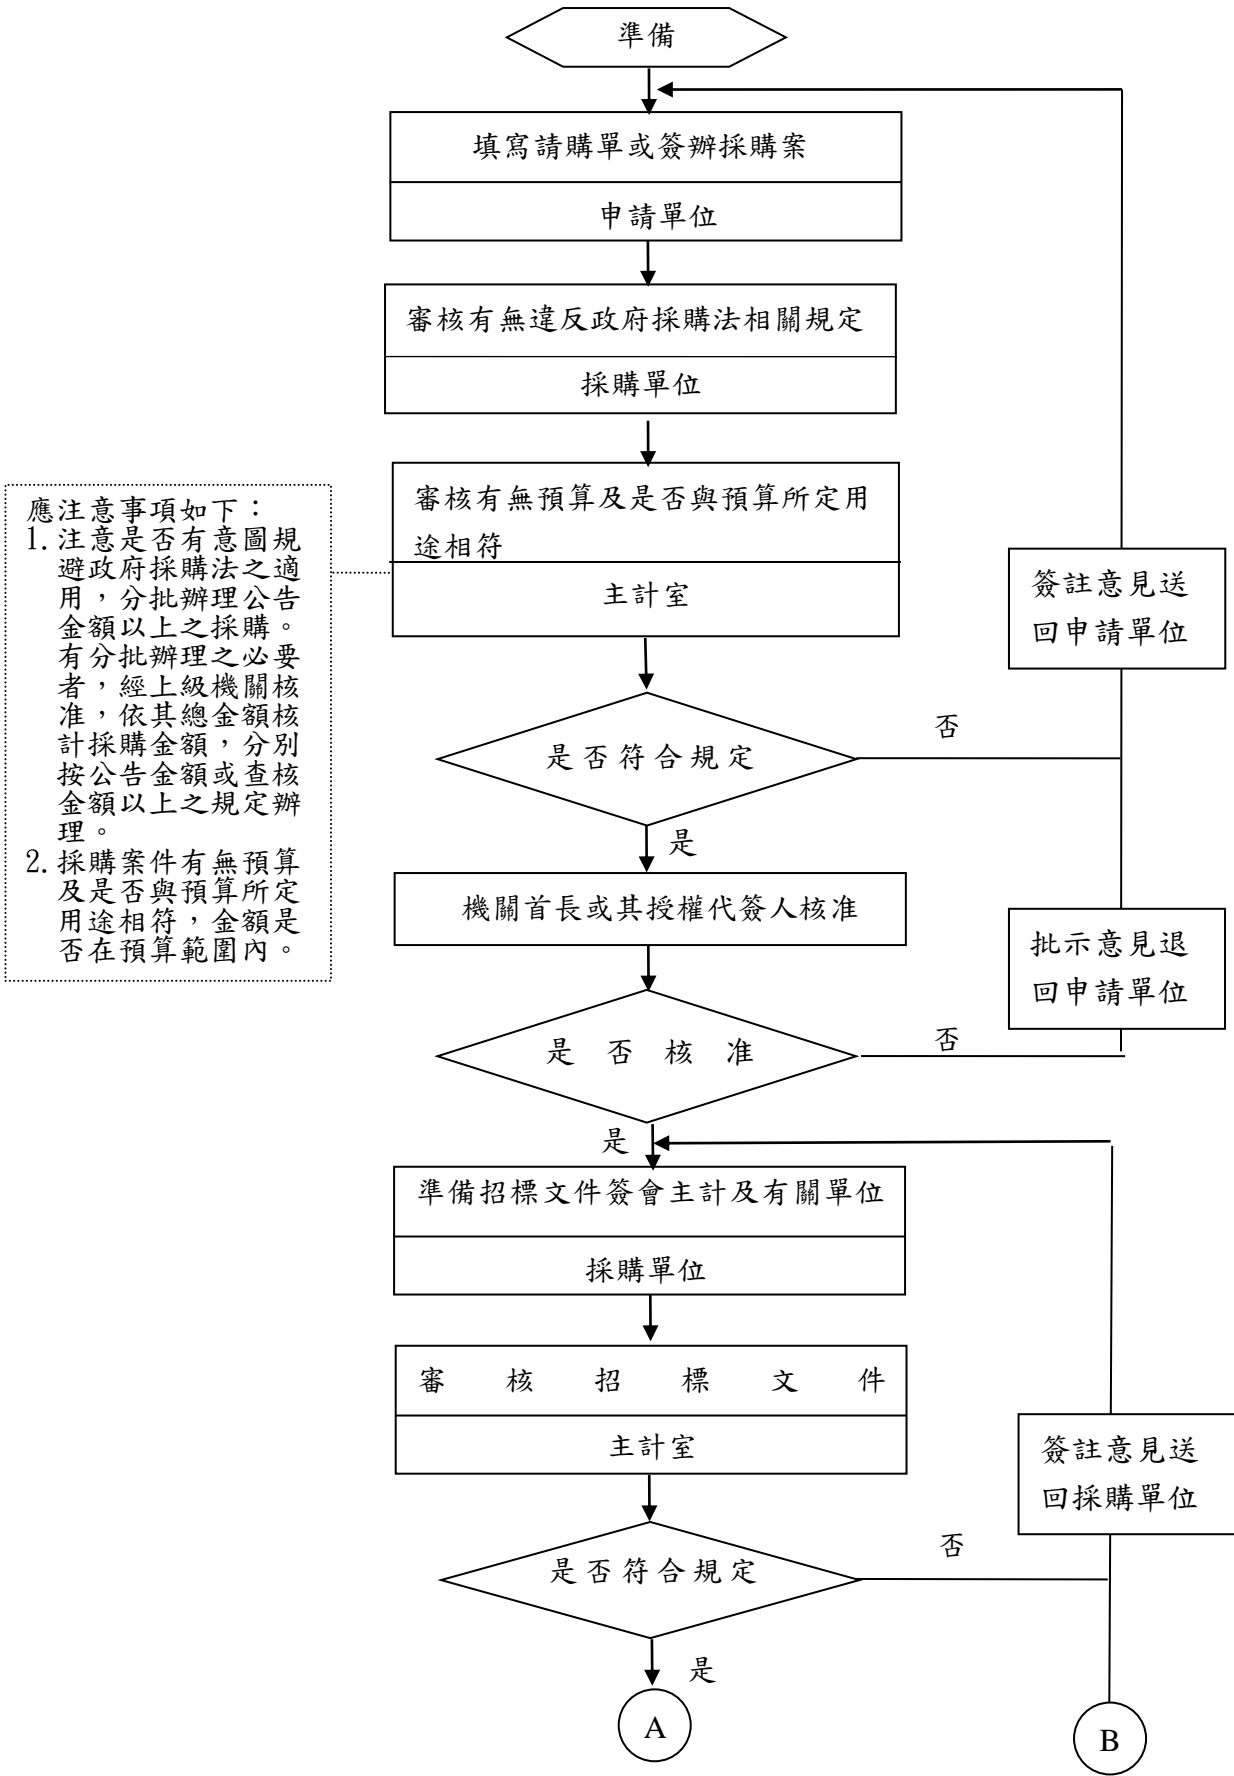 準備
填寫請購單或簽辦採購案
申請單位
審核有無違反政府採購法相關規定
採購單位
審核有無預算及是否與預算所定用
途相符
主計室
應注意事項如下：
1. 注意是否有意圖規
避政府採購法之適
用，分批辦理公告
金額以上之採購。
有分批辦理之必要
者，經上級機關核
准，依其總金額核
計採購金額，分別
按公告金額或查核
金額以上之規定辦
理。
2. 採購案件有無預算
及是否與預算所定
用途相符，金額是
否在預算範圍內。
簽註意見送
回申請單位
是否符合規定
否
是
機關首長或其授權代簽人核准
批示意見退
回申請單位
是否核准
否
是
準備招標文件簽會主計及有關單位
採購單位
審核招標文件
主計室
簽註意見送
回採購單位
是否符合規定
否
是
A
B